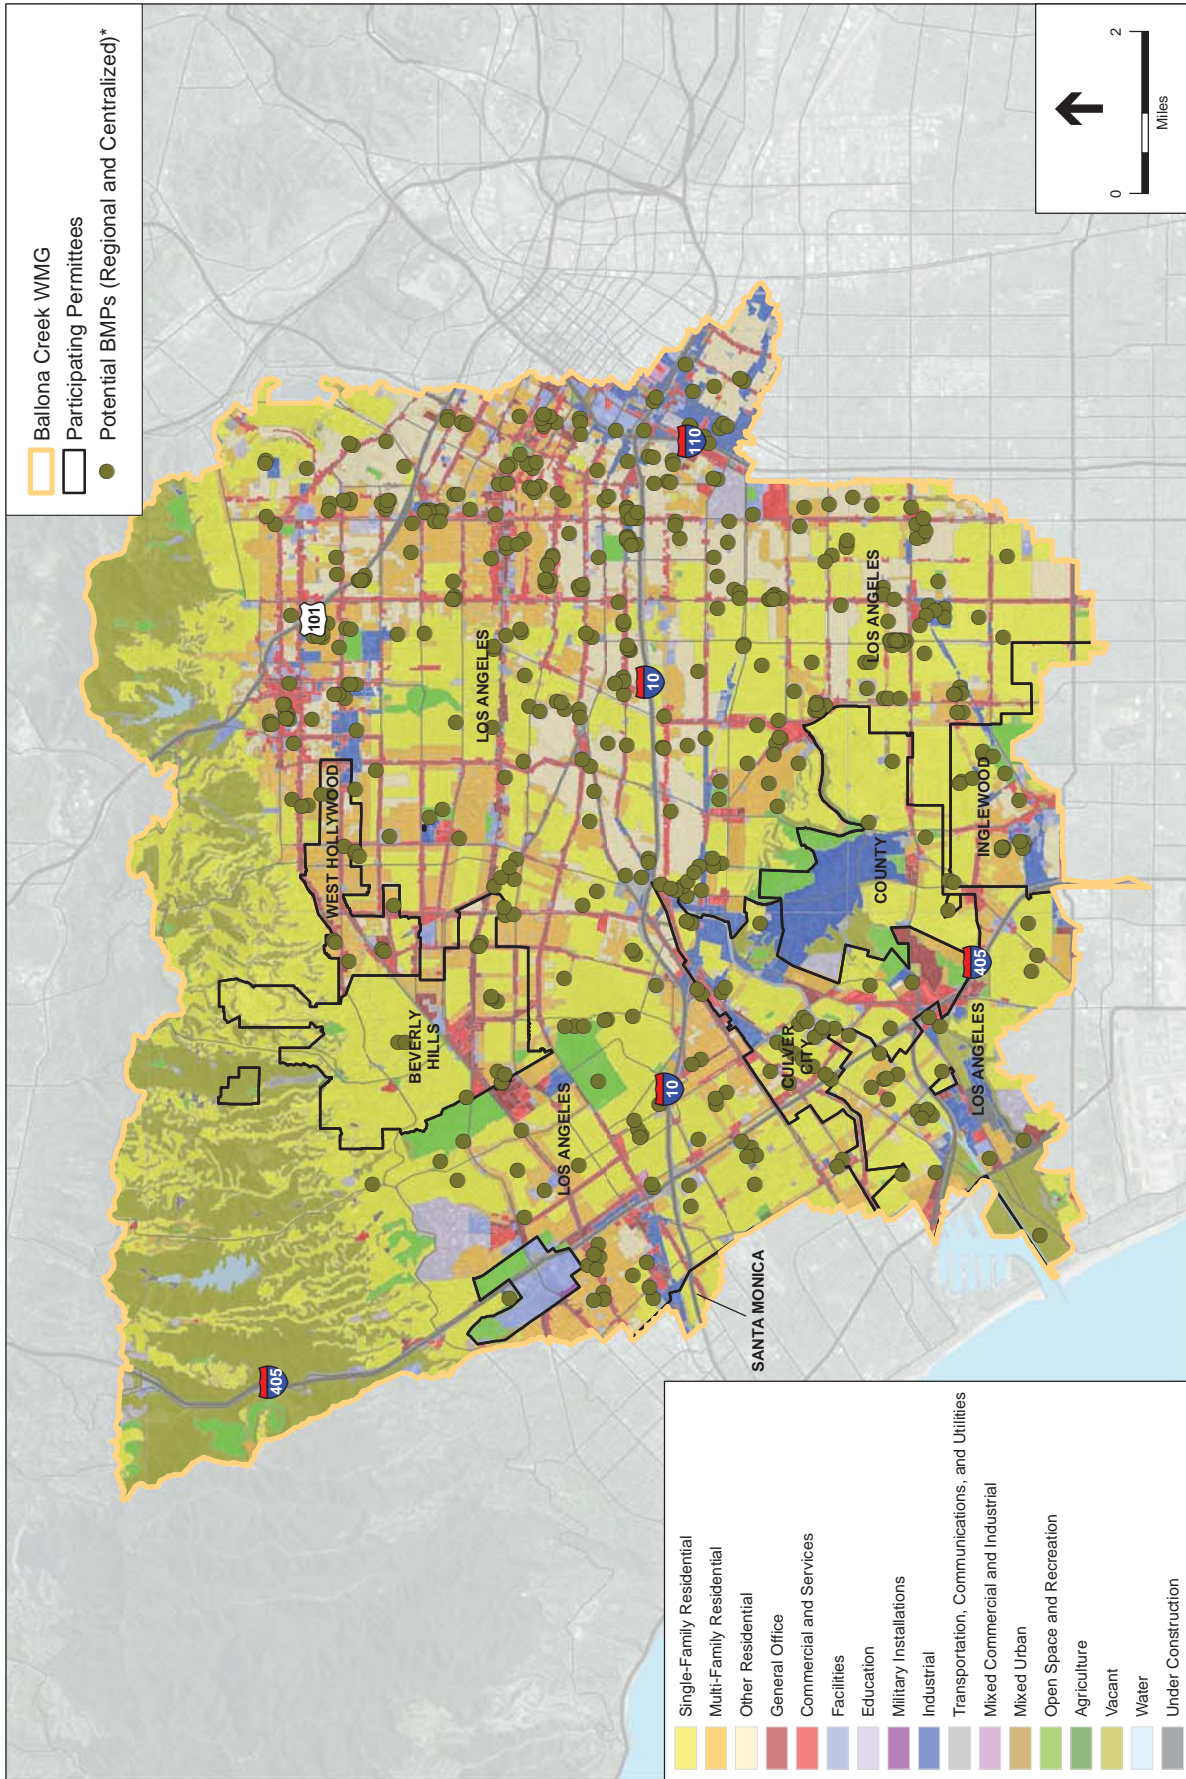 Ballona Creek WMG
Participating Permittees
Potential BMPs (Regional and Centralized)*
0
2
Miles
101
WEST HOLLYWOOD
LOS ANGELES
110
BEVERLY
HILLS
10
LOS ANGELES
405
LOS ANGELES
10
COUNTY
INGLEWOOD
CULVER
CITY
405
LOS ANGELES
SANTA MONICA
Single-Family Residential
Multi-Family Residential
Other Residential
General Office
Commercial and Services
Facilities
Education
Military Installations
Industrial
Transportation, Communications, and Utilities
Mixed Commercial and Industrial
Mixed Urban
Open Space and Recreation
Agriculture
Vacant
Water
Under Construction